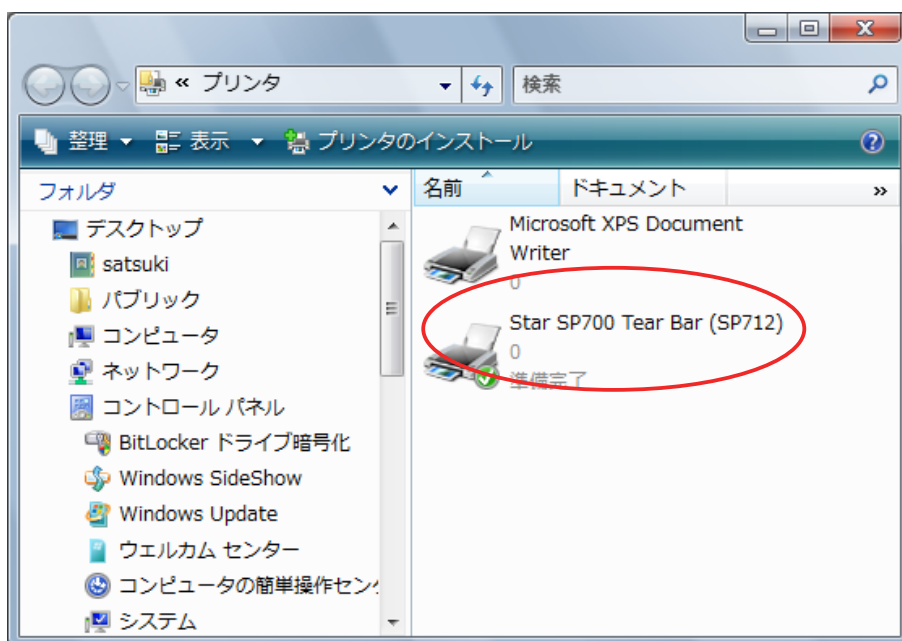 « プリンタ
検索
整理 表示 プリンタのインストール
フォルダ
名前 ドキュメント »
デスクトップ
satsuki
パブリック
コンピュータ
ネットワーク
コントロール パネル
BitLocker ドライブ暗号化
Windows SideShow
Windows Update
ウェルカム センター
コンピュータの簡単操作セン
システム
Microsoft XPS Document
Writer
0
Star SP700 Tear Bar (SP712)
0
準備完了